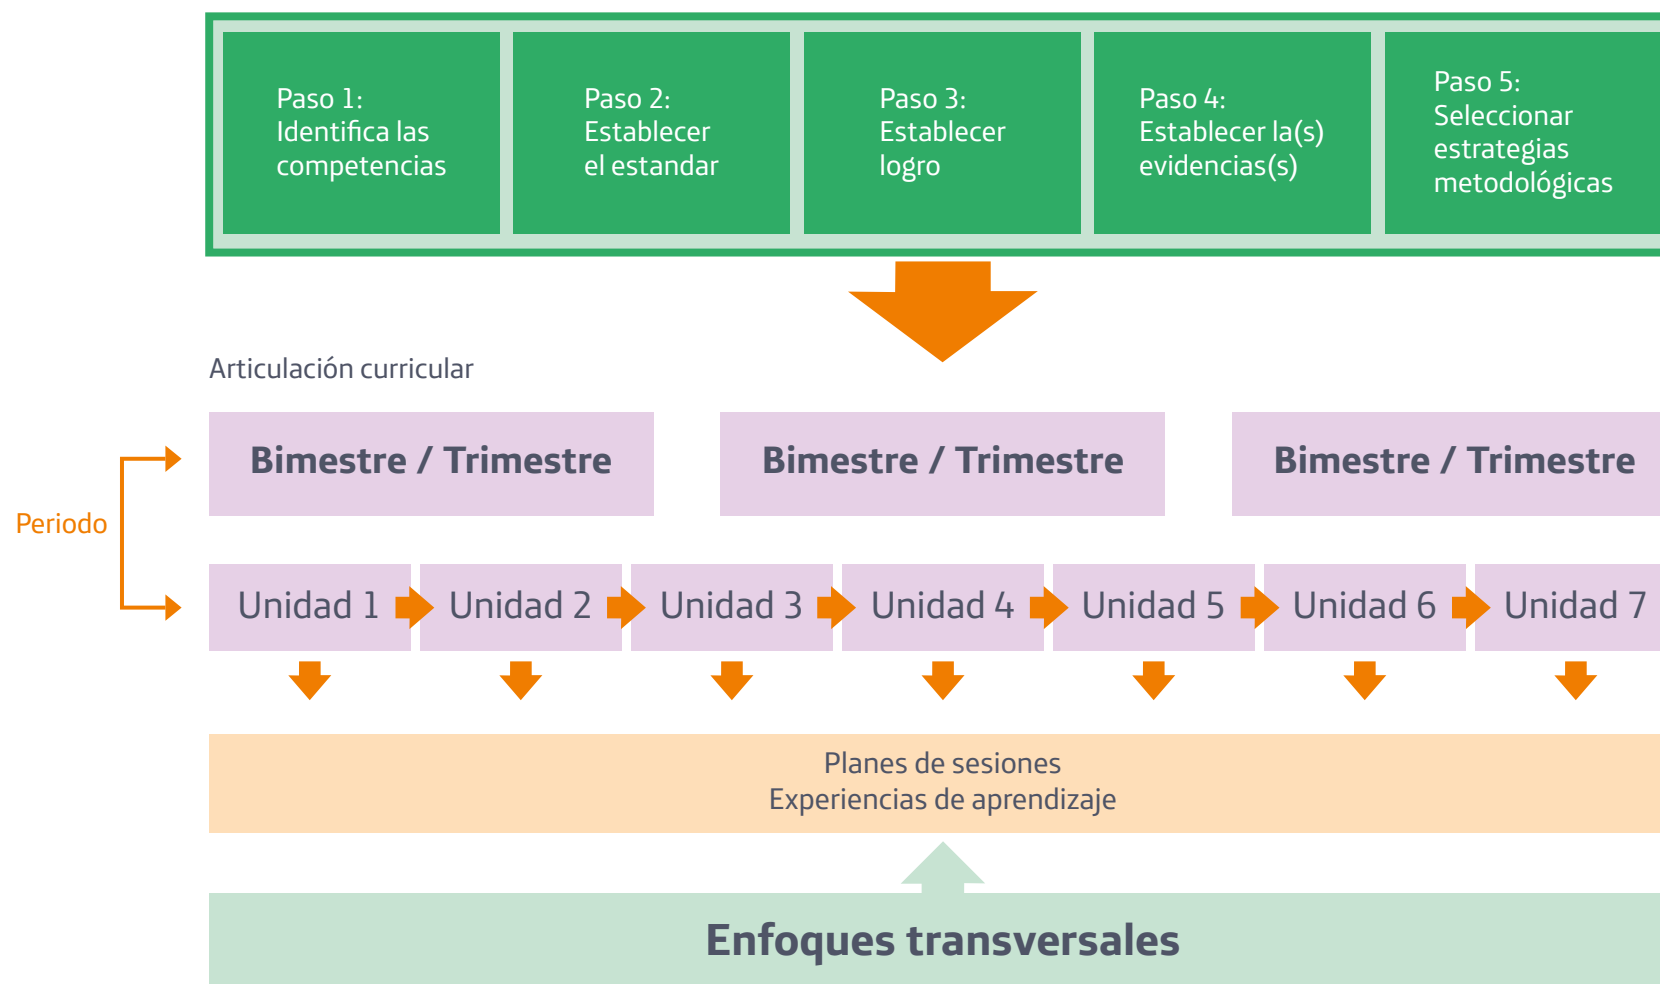 Paso 1:
Identifica las
competencias
Paso 2:
Establecer
el estandar
Paso 3:
Establecer
logro
Paso 4:
Establecer la(s)
evidencias(s)
Paso 5:
Seleccionar
estrategias
metodológicas
Articulación curricular
Bimestre / Trimestre
Bimestre / Trimestre
Bimestre / Trimestre
Periodo
Unidad 1
Unidad 2
Unidad 3
Unidad 4
Unidad 5
Unidad 6
Unidad 7
Planes de sesiones
Experiencias de aprendizaje
Enfoques transversales